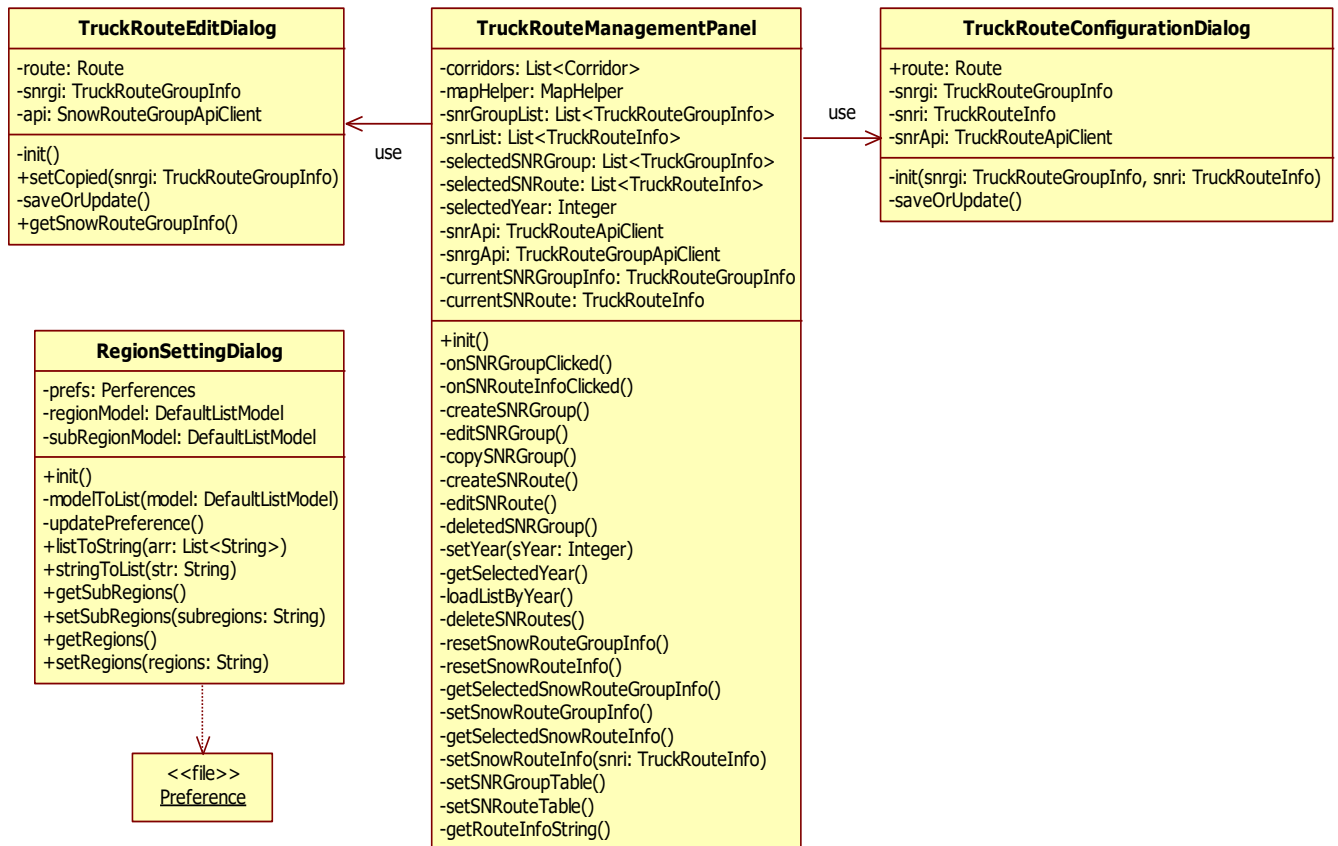 TruckRouteEditDialog
-route: Route
-snrgi: TruckRouteGroupInfo
-api: SnowRouteGroupApiClient
-init()
+setCopied(snrgi: TruckRouteGroupInfo)
-saveOrUpdate()
+getSnowRouteGroupInfo()
use
TruckRouteManagementPanel
-corridors: List<Corridor>
-mapHelper: MapHelper
-snrGroupList: List<TruckRouteGroupInfo>
-snrList: List<TruckRouteInfo>
-selectedSNRGroup: List<TruckGroupInfo>
-selectedSNRoute: List<TruckRouteInfo>
-selectedYear: Integer
-snrApi: TruckRouteApiClient
-snrgApi: TruckRouteGroupApiClient
-currentSNRGroupInfo: TruckRouteGroupInfo
-currentSNRoute: TruckRouteInfo
+init()
-onSNRGroupClicked()
-onSNRouteInfoClicked()
-createSNRGroup()
-editSNRGroup()
-copySNRGroup()
-createSNRoute()
-editSNRoute()
-deletedSNRGroup()
-setYear(sYear: Integer)
-getSelectedYear()
-loadListByYear()
-deleteSNRoutes()
-resetSnowRouteGroupInfo()
-resetSnowRouteInfo()
-getSelectedSnowRouteGroupInfo()
-setSnowRouteGroupInfo()
-getSelectedSnowRouteInfo()
-setSnowRouteInfo(snri: TruckRouteInfo)
-setSNRGroupTable()
-setSNRouteTable()
-getRouteInfoString()
use
TruckRouteConfigurationDialog
+route: Route
-snrgi: TruckRouteGroupInfo
-snri: TruckRouteInfo
-snrApi: TruckRouteApiClient
-init(snrgi: TruckRouteGroupInfo, snri: TruckRouteInfo)
-saveOrUpdate()
RegionSettingDialog
-prefs: Perferences
-regionModel: DefaultListModel
-subRegionModel: DefaultListModel
+init()
-modelToList(model: DefaultListModel)
-updatePreference()
+listToString(arr: List<String>)
+stringToList(str: String)
+getSubRegions()
+setSubRegions(subregions: String)
+getRegions()
+setRegions(regions: String)
<<file>>
Preference